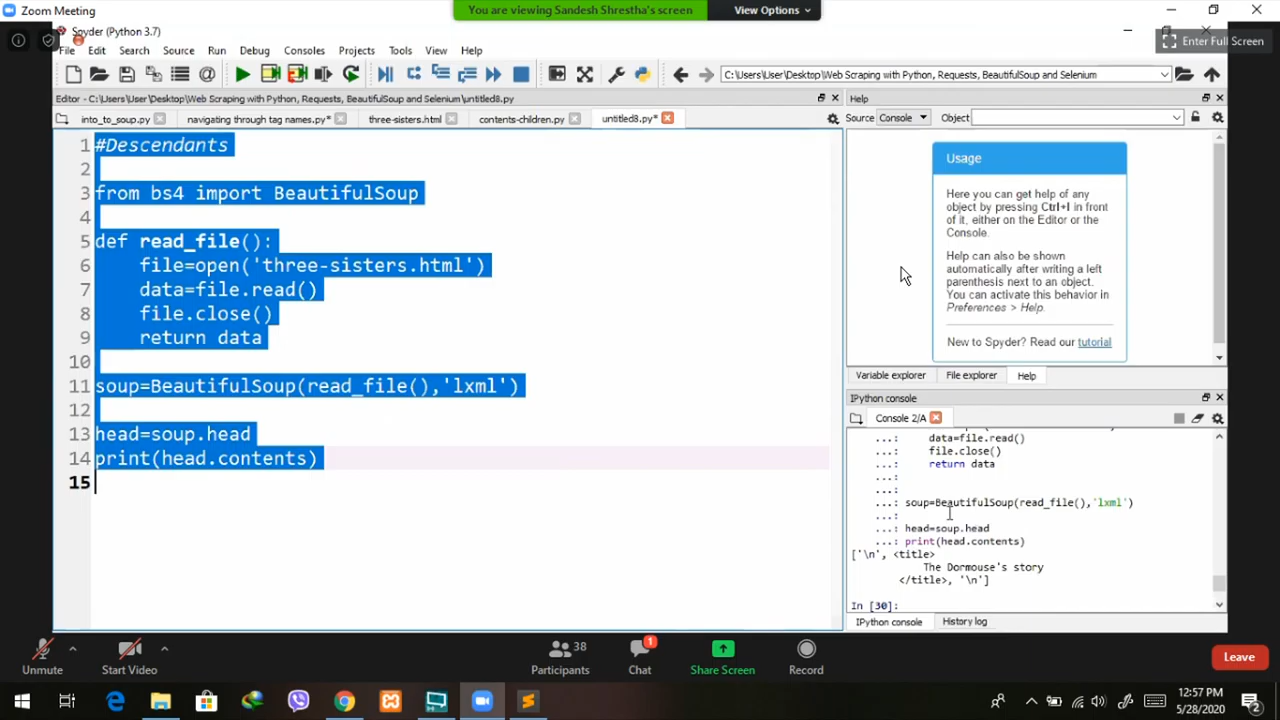 Zoom Meeting
You are viewing Sandesh Shrestha's screen
View Options
Spyder (Python 3.7)
Enter Full Screen
File Edit Search Source Run Debug Consoles Projects Tools View Help
C:\Users\User\Desktop\Web Scraping with Python, Requests, BeautifulSoup and Selenium
Editor - C:\Users\User\Desktop\Web Scraping with Python, Requests, BeautifulSoup and Selenium\untitled8.py
into_to_soup.py navigating through tag names.py* three-sisters.html contents-children.py untitled8.py*
1 #Descendants
2
3 from bs4 import BeautifulSoup
4
5 def read_file():
6 file=open('three-sisters.html')
7 data=file.read()
8 file.close()
9 return data
10
11 soup=BeautifulSoup(read_file(),'lxml')
12
13 head=soup.head
14 print(head.contents)
15
Help
Source Console Object
Usage
Here you can get help of any
object by pressing Ctrl+I in front
of it, either on the Editor or the
Console.
Help can also be shown
automatically after writing a left
parenthesis next to an object.
You can activate this behavior in
Preferences > Help.
New to Spyder? Read our tutorial
Variable explorer File explorer Help
IPython console
Console 2/A
...: data=file.read()
...: file.close()
...: return data
...:
...:
...: soup=BeautifulSoup(read_file(),'lxml')
...:
...: head=soup.head
...: print(head.contents)
['\n', <title>
The Dormouse's story
</title>, '\n']
In [30]:
IPython console History log
Unmute
Start Video
38
Participants
1
Chat
Share Screen
Record
Leave
12:57 PM
5/28/2020
2